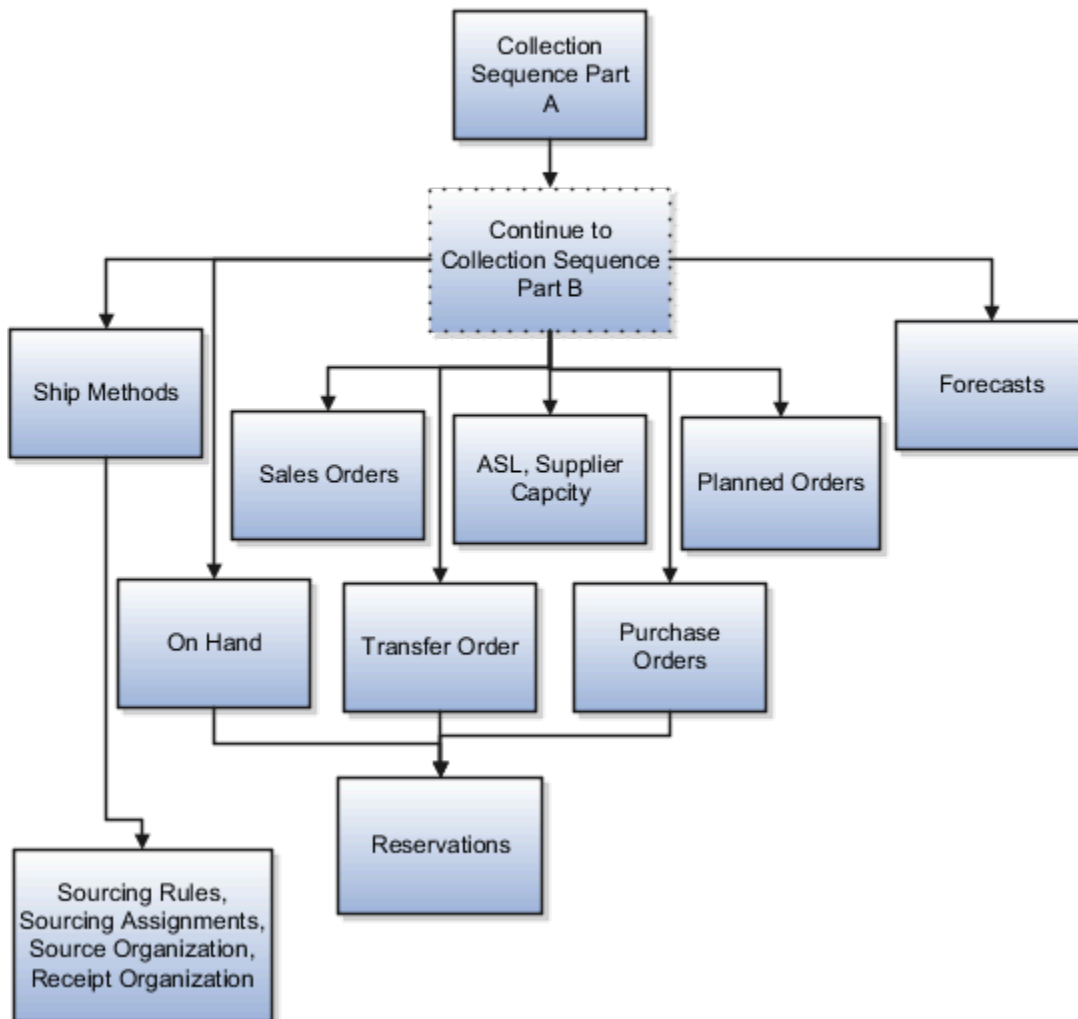 Collection
Sequence Part
A
Continue to
Collection Sequence
Part B
Ship Methods
Forecasts
Sales Orders
ASL, Supplier
Capcity
Planned Orders
On Hand
Transfer Order
Purchase
Orders
Reservations
Sourcing Rules,
Sourcing Assignments,
Source Organization,
Receipt Organization